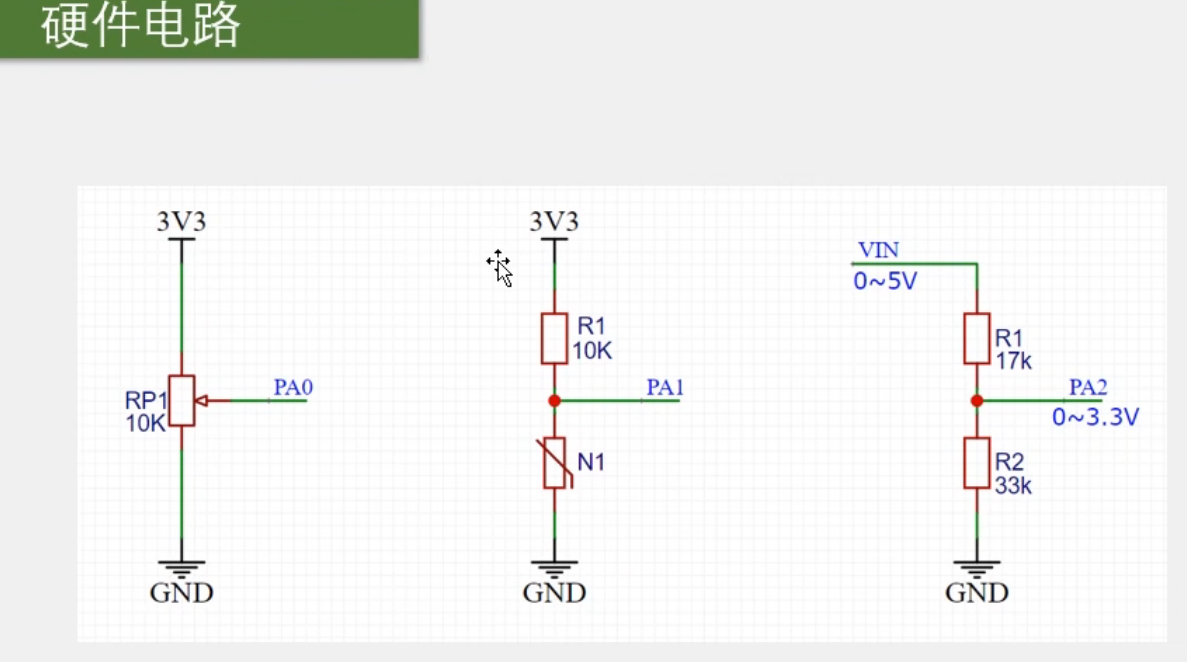 硬件电路
3V3
RP1
10K
PA0
GND
3V3
R1
10K
PA1
N1
GND
VIN
0~5V
R1
17k
PA2
0~3.3V
R2
33k
GND